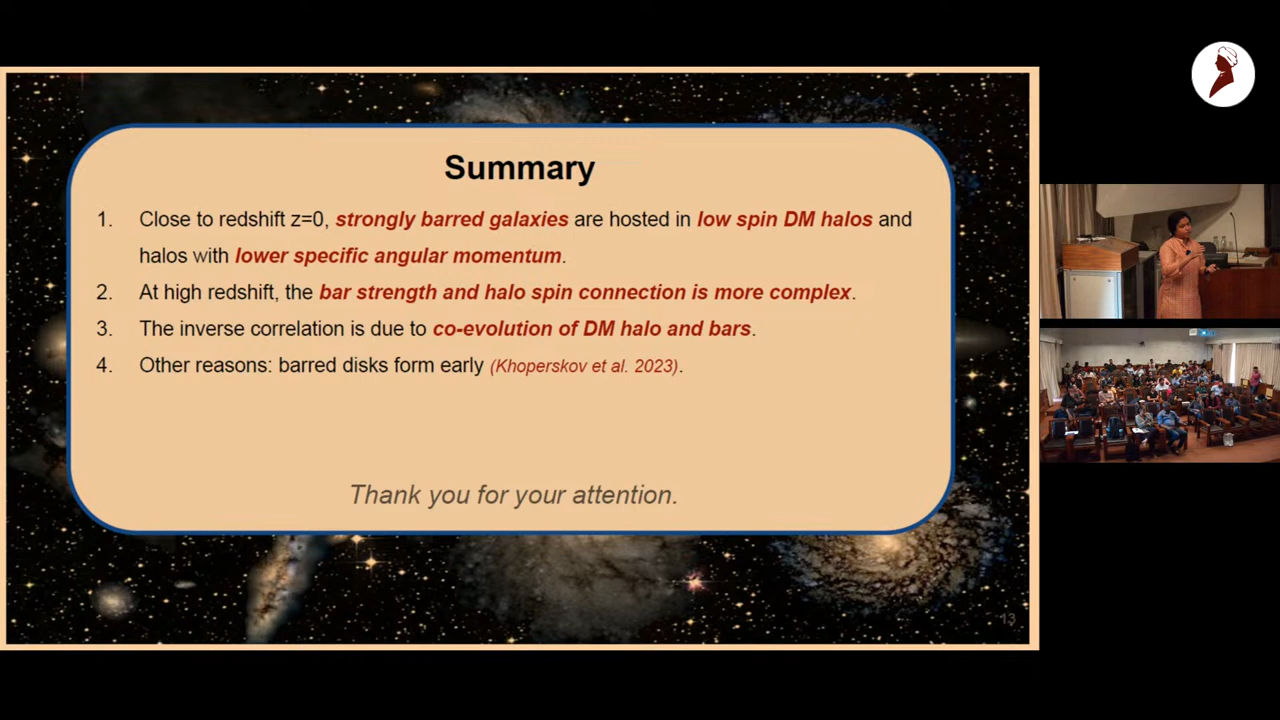 Summary
1. Close to redshift z=0, strongly barred galaxies are hosted in low spin DM halos and
halos with lower specific angular momentum.
2. At high redshift, the bar strength and halo spin connection is more complex.
3. The inverse correlation is due to co-evolution of DM halo and bars.
4. Other reasons: barred disks form early (Khoperskov et al. 2023).
Thank you for your attention.
13